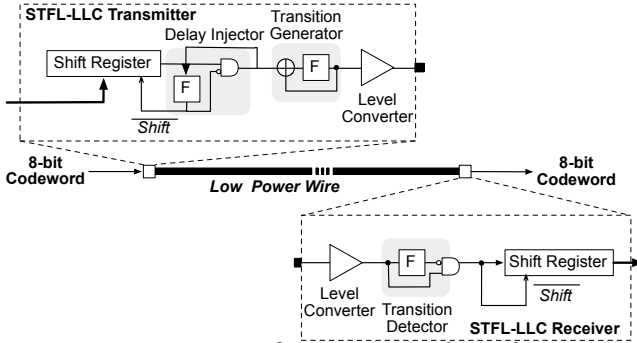 STFL-LLC Transmitter
Transition
Generator
Delay Injector
Shift Register
F
F
Shift
Level
Converter
8-bit
Codeword
8-bit
Codeword
Low Power Wire
F
Shift Register
Level
Converter
Transition
Detector
Shift
STFL-LLC Receiver